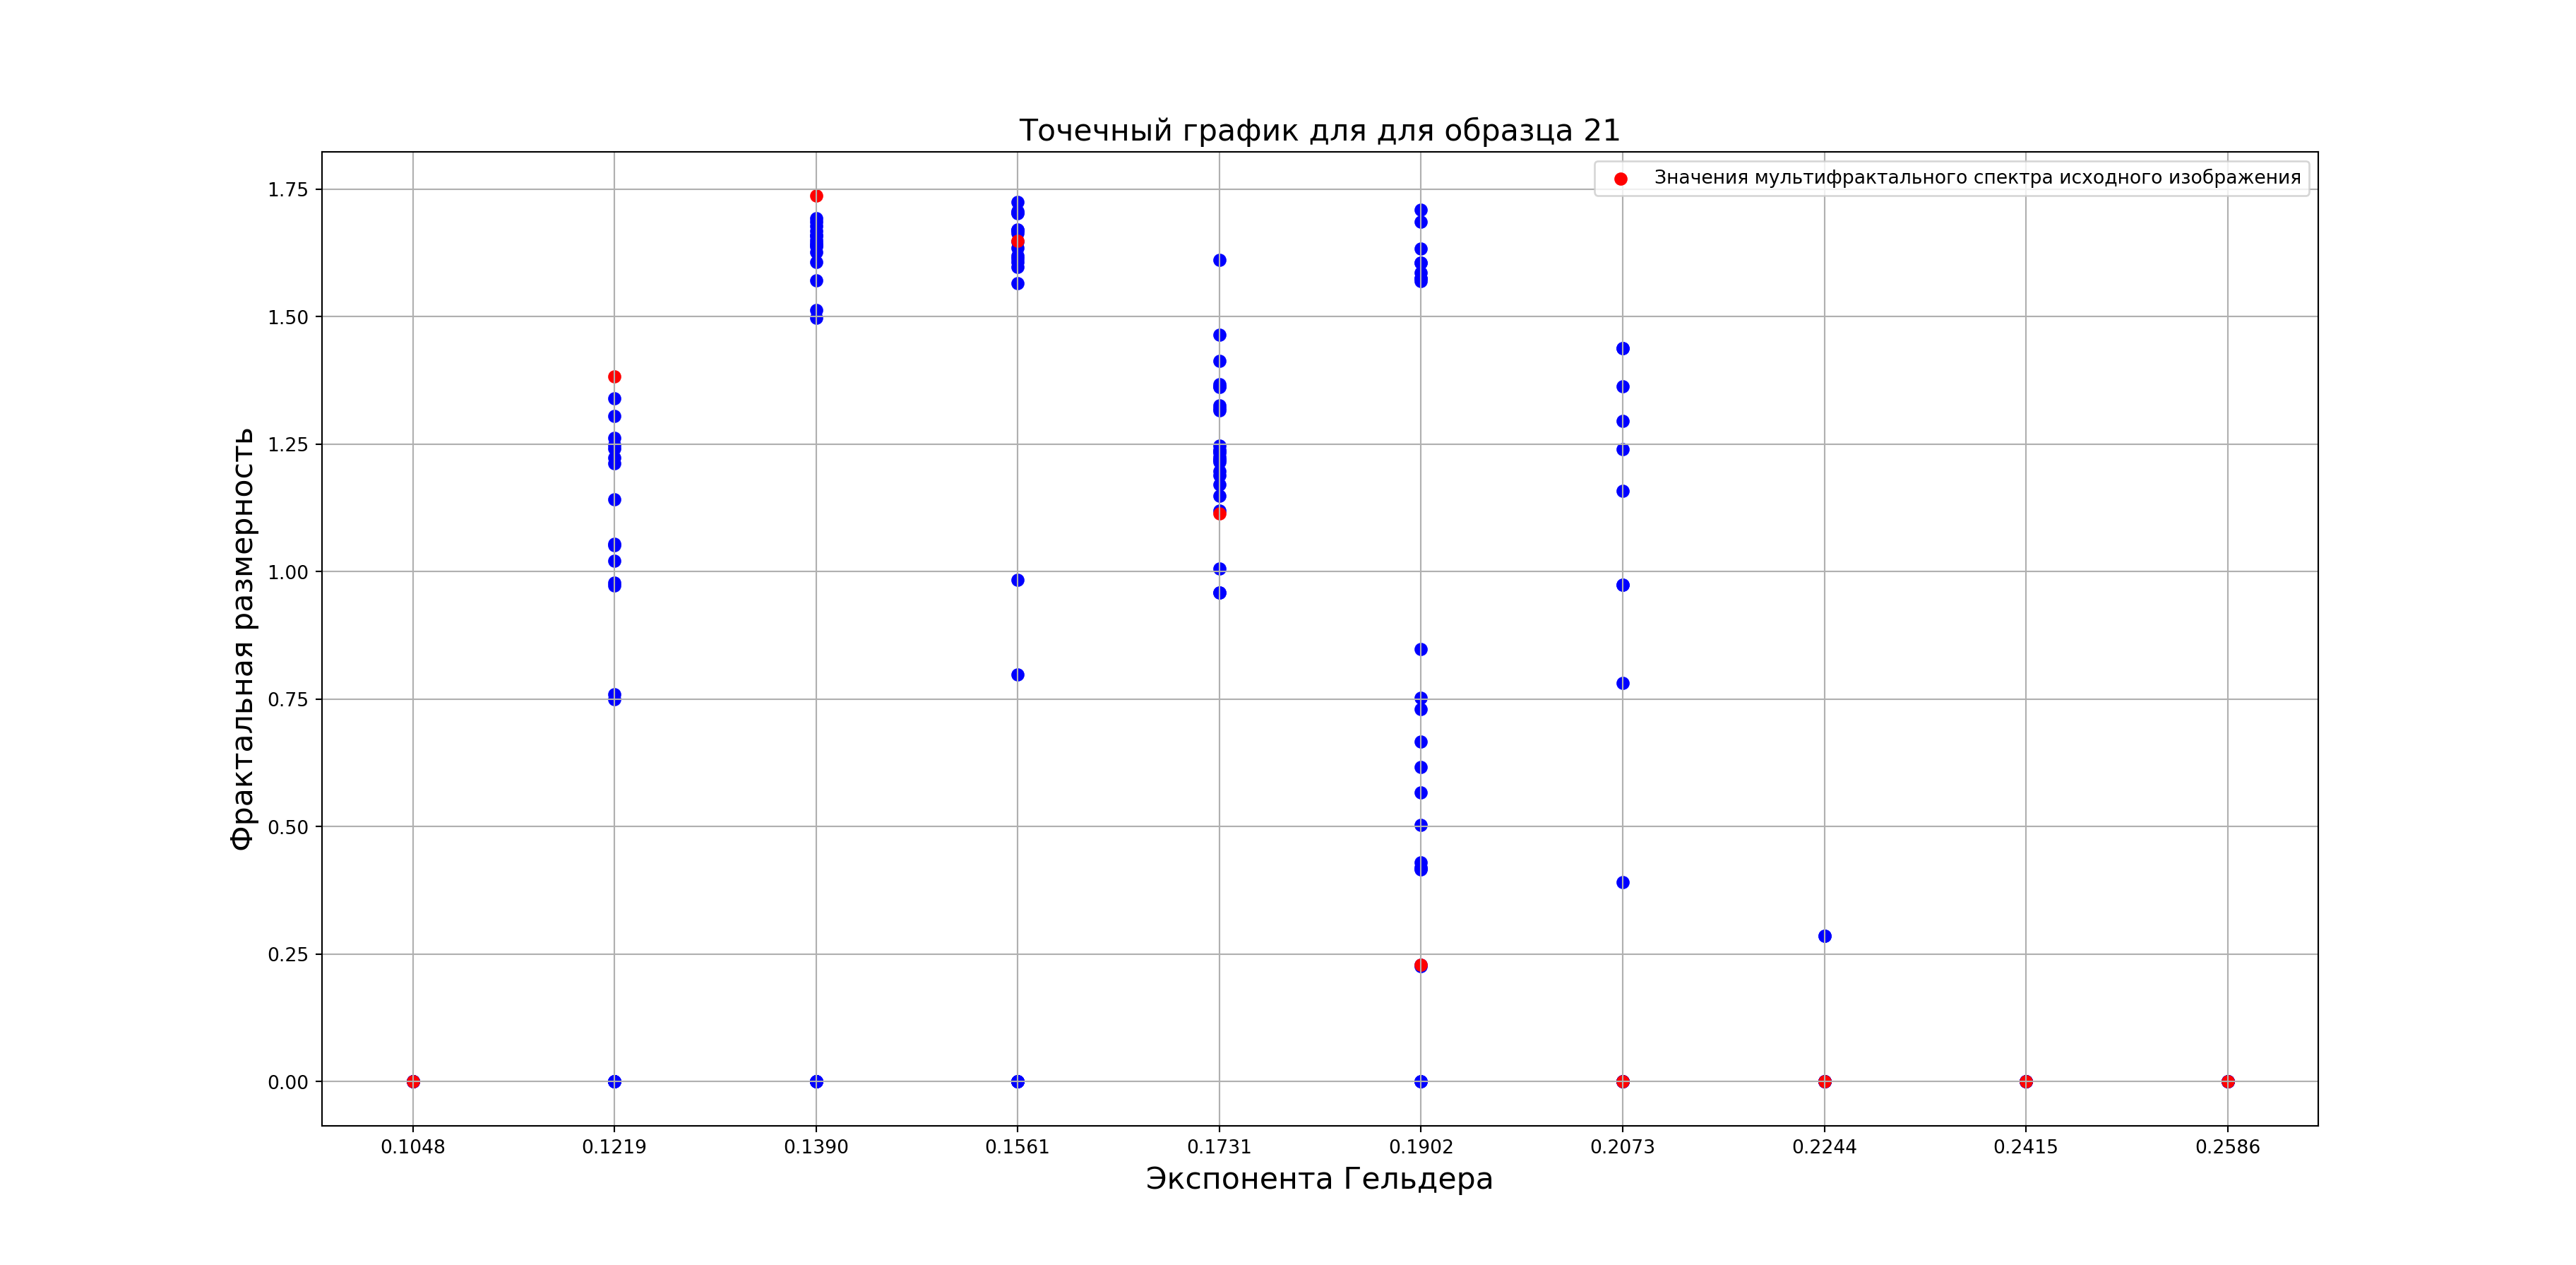 Точечный график для для образца 21
Значения мультифрактального спектра исходного изображения
Фрактальная размерность
1.75
1.50
1.25
1.00
0.75
0.50
0.25
0.00
0.1048 0.1219 0.1390 0.1561 0.1731 0.1902 0.2073 0.2244 0.2415 0.2586
Экспонента Гельдера